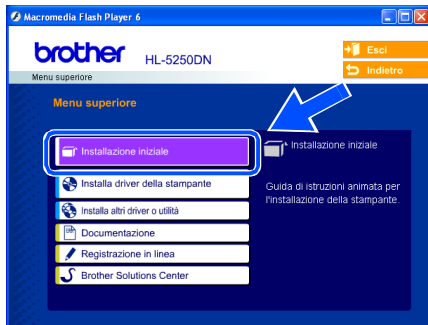 Macromedia Flash Player 6
brother HL-5250DN
Esci
Indietro
Menu superiore
Menu superiore
Installazione iniziale
Installa driver della stampante
Installa altri driver o utilità
Documentazione
Registrazione in linea
Brother Solutions Center
Installazione iniziale
Guida di istruzioni animata per
l'installazione della stampante.